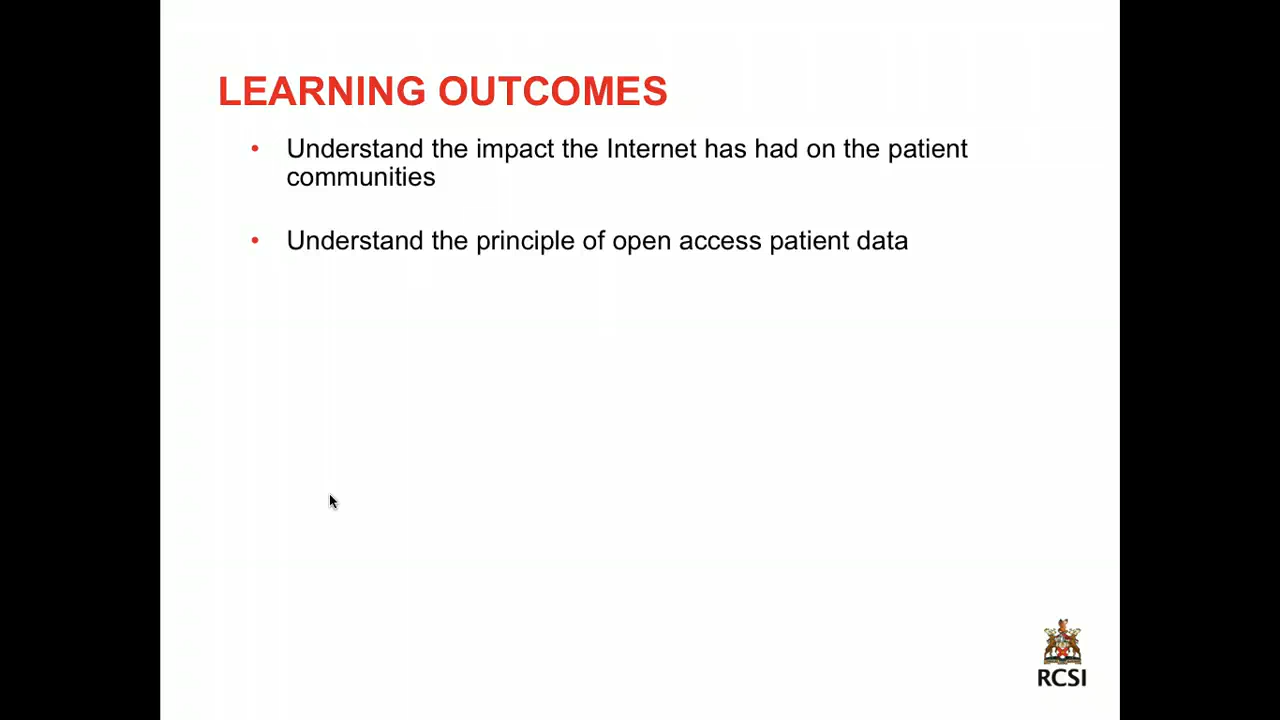 LEARNING OUTCOMES
• Understand the impact the Internet has had on the patient
communities
• Understand the principle of open access patient data
RCSI